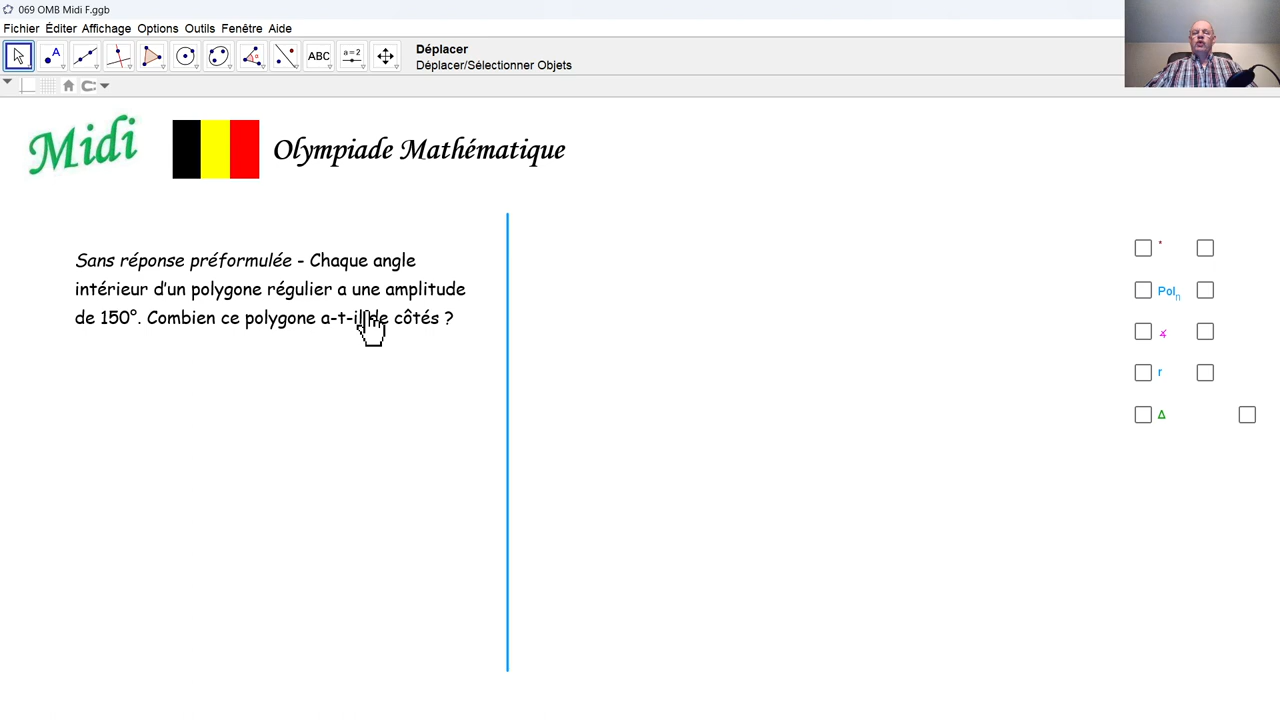 069 OMB Midi F.ggb
Fichier Éditer Affichage Options Outils Fenêtre Aide
A
ABC
a=2
Déplacer
Déplacer/Sélectionner Objets
Midi
Olympiade Mathématique
Sans réponse préformulée - Chaque angle
intérieur d'un polygone régulier a une amplitude
de 150°. Combien ce polygone a-t-il de côtés ?
*
Poln
∡
r
Δ